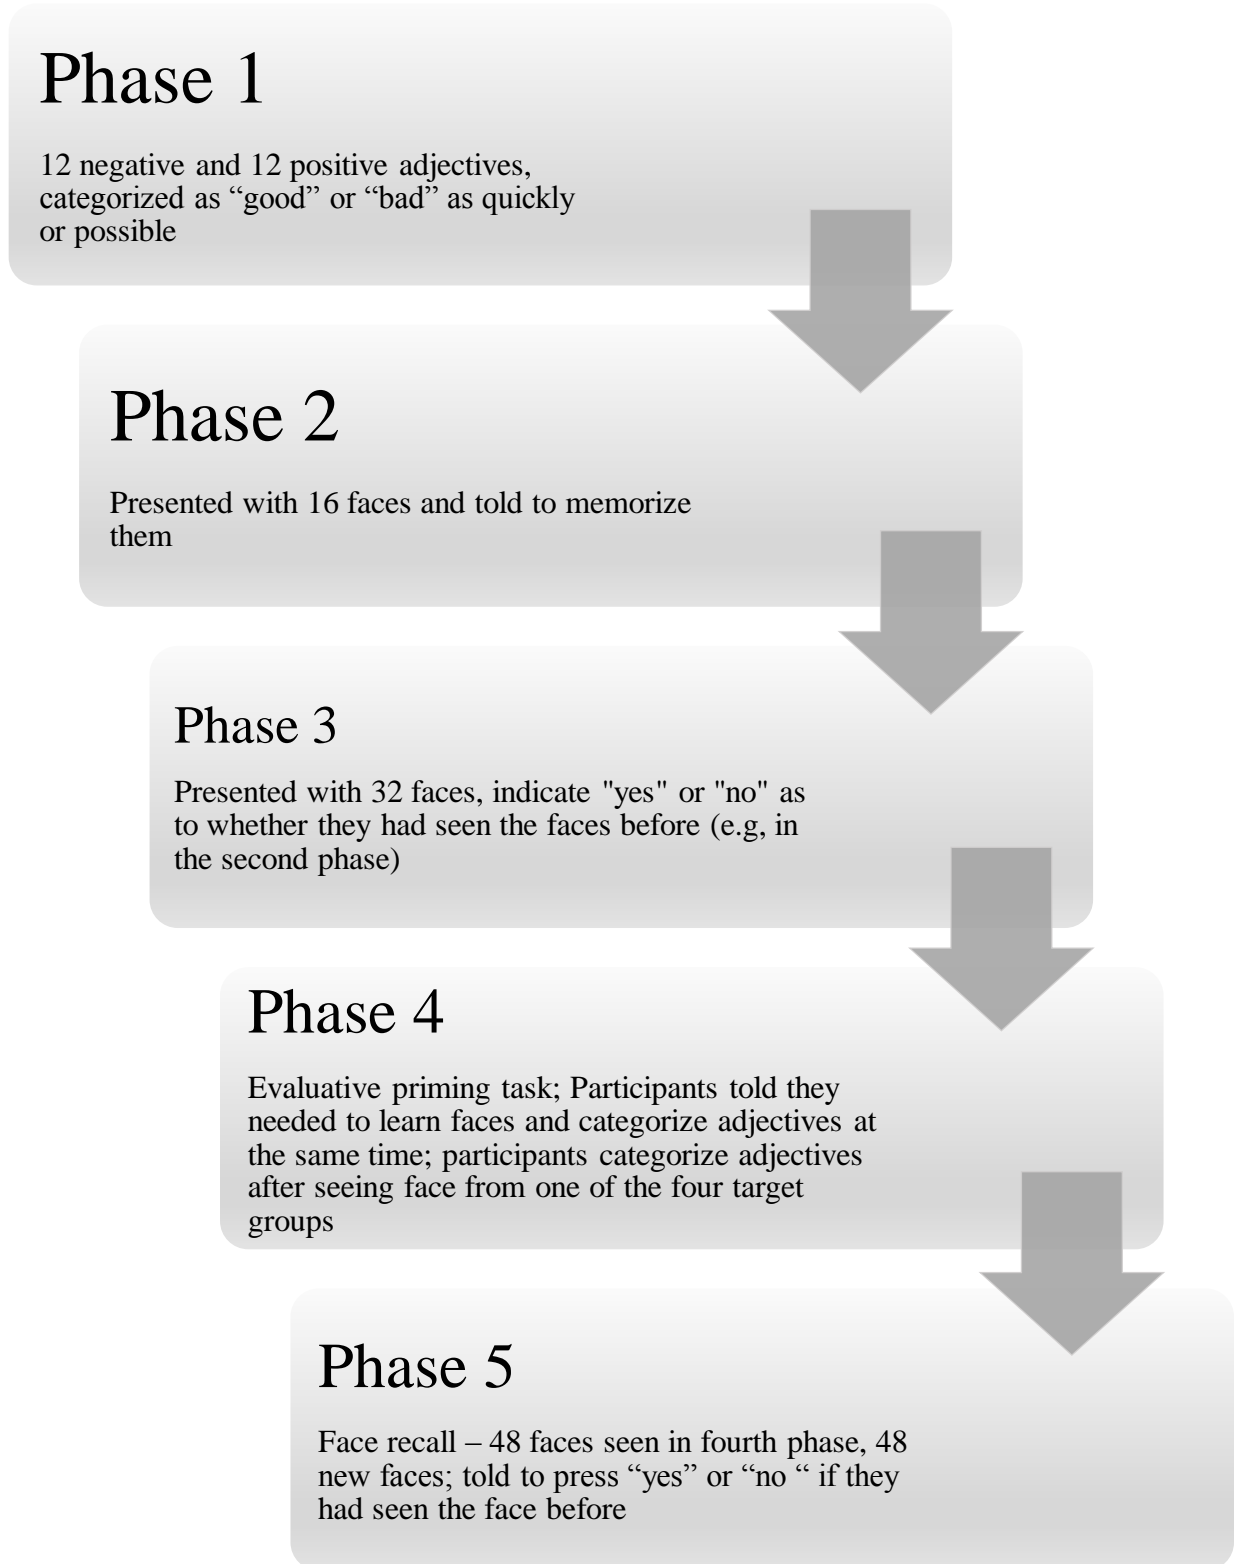 Phase 1
12 negative and 12 positive adjectives,
categorized as “good” or “bad” as quickly
or possible
Phase 2
Presented with 16 faces and told to memorize
them
Phase 3
Presented with 32 faces, indicate "yes" or "no" as
to whether they had seen the faces before (e.g, in
the second phase)
Phase 4
Evaluative priming task; Participants told they
needed to learn faces and categorize adjectives at
the same time; participants categorize adjectives
after seeing face from one of the four target
groups
Phase 5
Face recall – 48 faces seen in fourth phase, 48
new faces; told to press “yes” or “no “ if they
had seen the face before